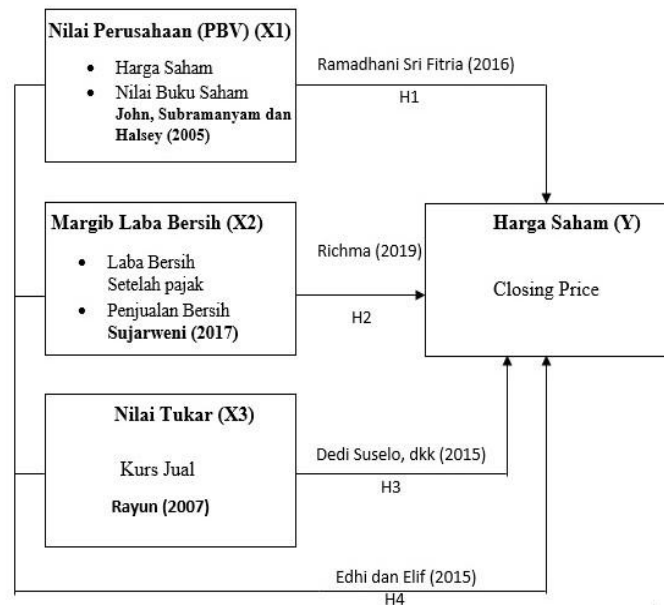 Nilai Perusahaan (PBV) (X1)
• Harga Saham
• Nilai Buku Saham
John, Subramanyam dan
Halsey (2005)
Ramadhani Sri Fitria (2016)
H1
Margib Laba Bersih (X2)
• Laba Bersih
Setelah pajak
• Penjualan Bersih
Sujarweni (2017)
Richma (2019)
H2
Harga Saham (Y)
Closing Price
Nilai Tukar (X3)
Kurs Jual
Rayun (2007)
Dedi Suselo, dkk (2015)
H3
Edhi dan Elif (2015)
H4